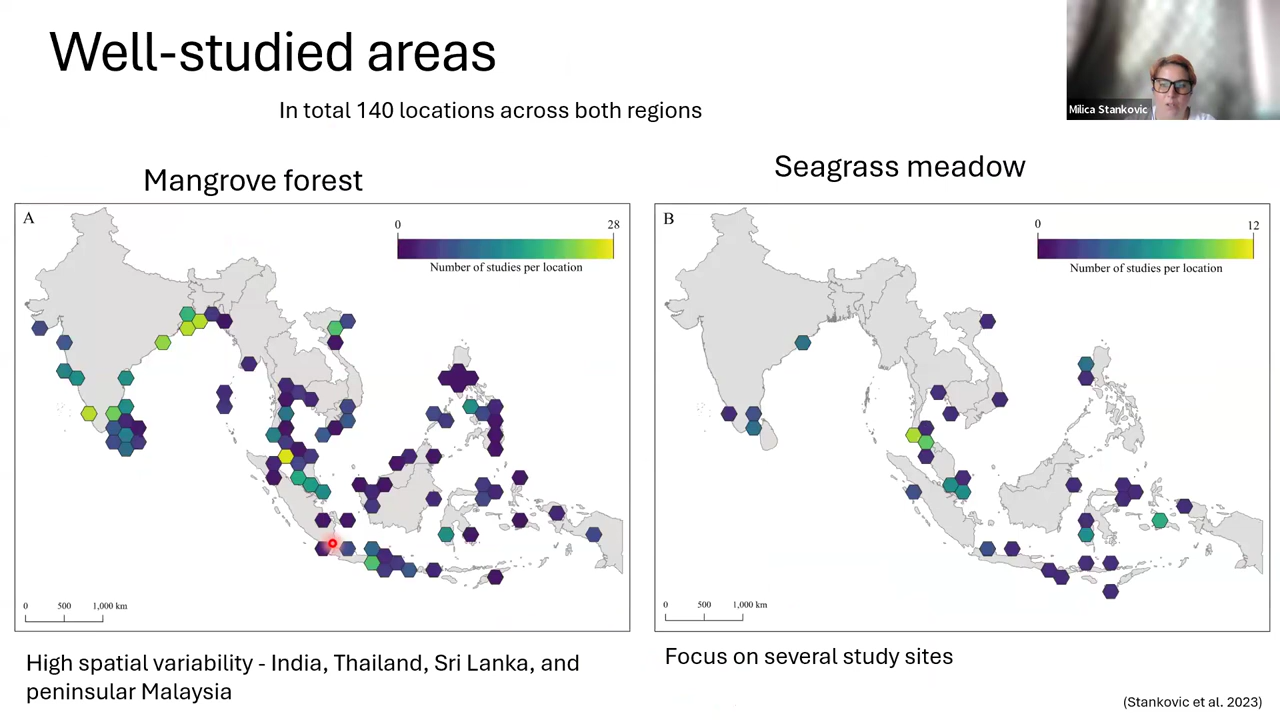 Well-studied areas
In total 140 locations across both regions
Milica Stankovic
Mangrove forest
Seagrass meadow
A
0
28
Number of studies per location
0
500
1,000 km
B
0
12
Number of studies per location
0
500
1,000 km
High spatial variability - India, Thailand, Sri Lanka, and
peninsular Malaysia
Focus on several study sites
(Stankovic et al. 2023)